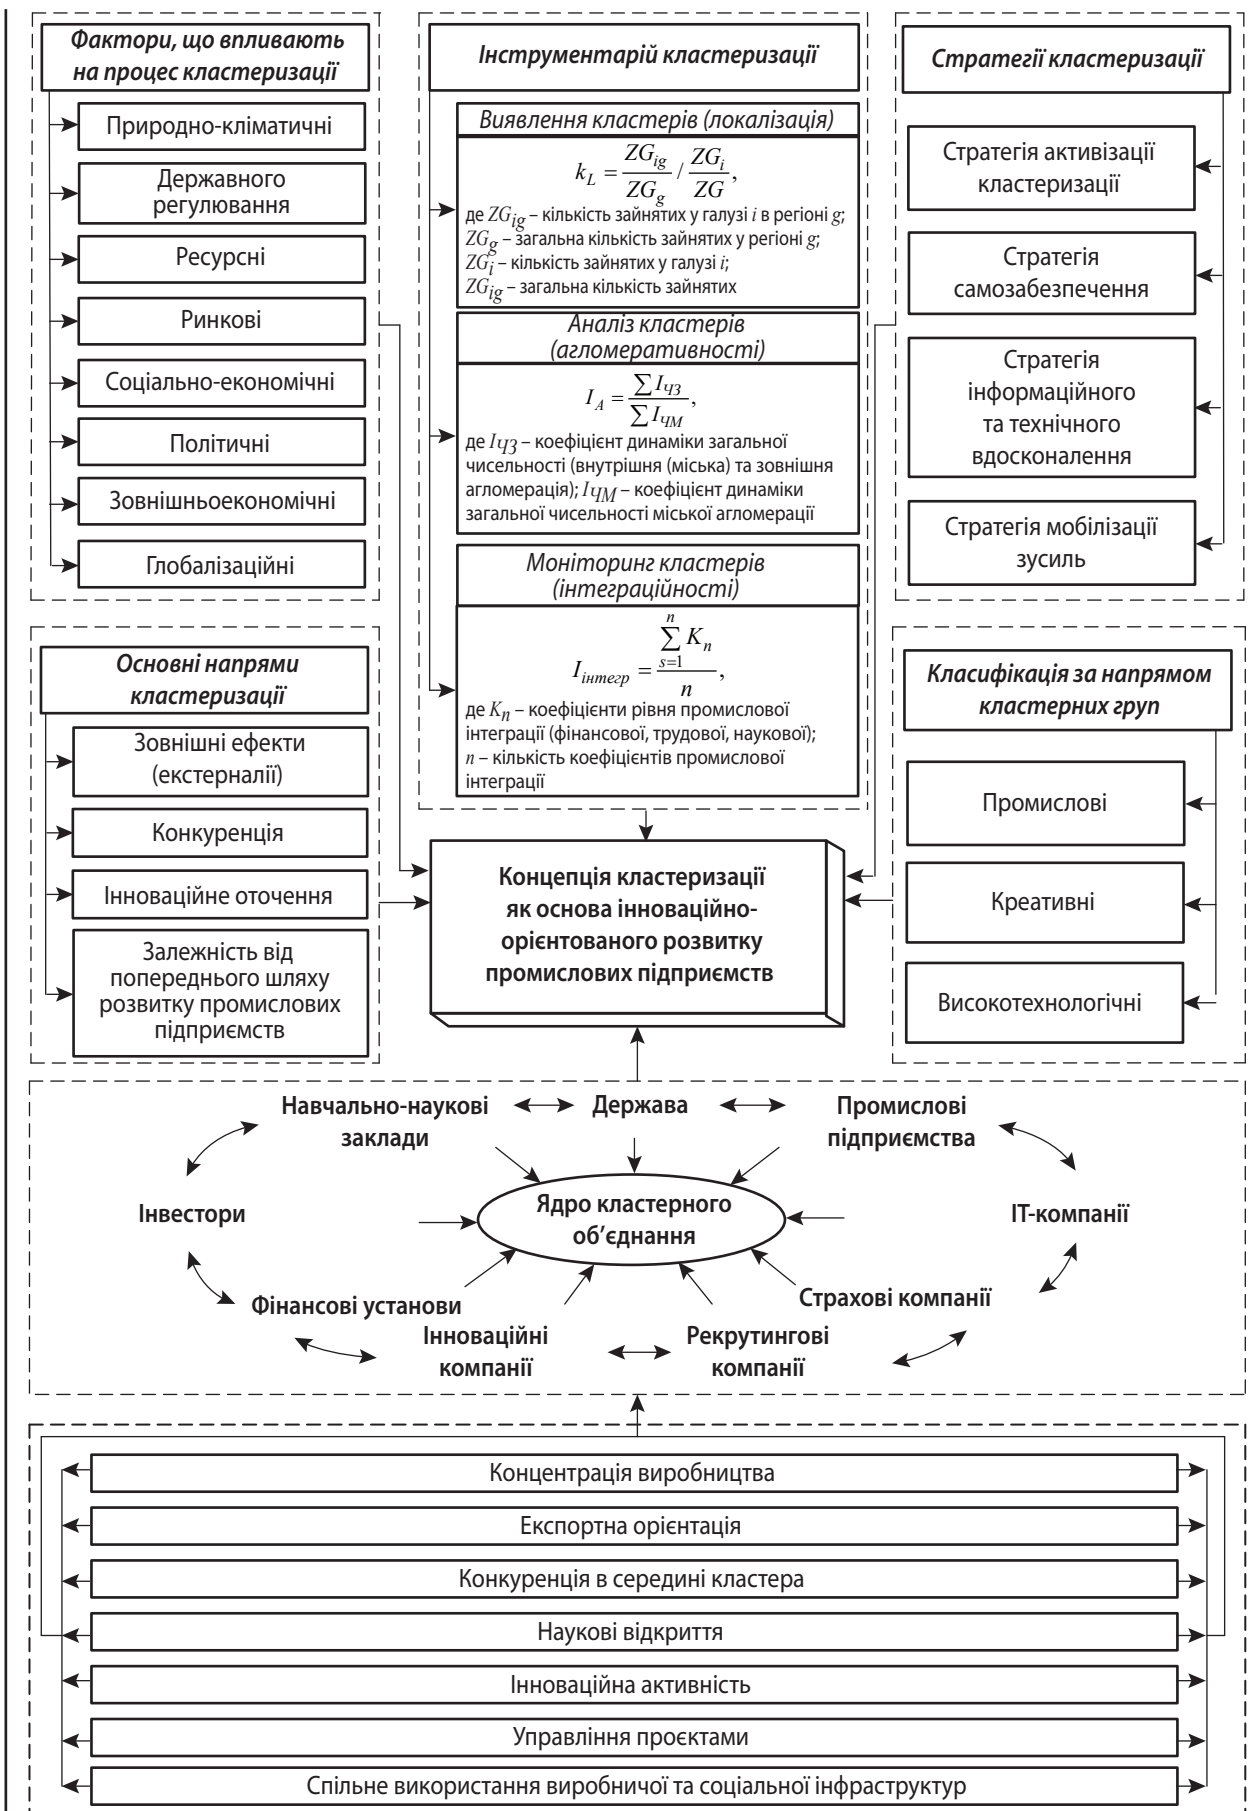 Фактори, що впливають
на процес кластеризації
Природно-кліматичні
Державного
регулювання
Ресурсні
Ринкові
Соціально-економічні
Політичні
Зовнішньоекономічні
Глобалізаційні
Основні напрями
кластеризації
Зовнішні ефекти
(екстерналії)
Конкуренція
Інноваційне оточення
Залежність від
попереднього шляху
розвитку промислових
підприємств
Інструментарій кластеризації
Виявлення кластерів (локалізація)
k_L = ZG_ig / ZG_g / ZG_i / ZG,
де ZG_ig – кількість зайнятих у галузі i в регіоні g;
ZG_g – загальна кількість зайнятих у регіоні g;
ZG_i – кількість зайнятих у галузі i;
ZG_ig – загальна кількість зайнятих
Аналіз кластерів
(агломеративності)
I_A = ∑ I_ЧЗ / ∑ I_ЧМ,
де I_ЧЗ – коефіцієнт динаміки загальної
чисельності (внутрішня (міська) та зовнішня
агломерація); I_ЧМ – коефіцієнт динаміки
загальної чисельності міської агломерації
Моніторинг кластерів
(інтеграційності)
I_інтегр = ∑_{s=1}^{n} K_n / n,
де K_n – коефіцієнти рівня промислової
інтеграції (фінансової, трудової, наукової);
n – кількість коефіцієнтів промислової
інтеграції
Стратегії кластеризації
Стратегія активізації
кластеризації
Стратегія
самозабезпечення
Стратегія
інформаційного
та технічного
вдосконалення
Стратегія мобілізації
зусиль
Класифікація за напрямом
кластерних груп
Промислові
Креативні
Високотехнологічні
Концепція кластеризації
як основа інноваційно-
орієнтованого розвитку
промислових підприємств
Навчально-наукові
заклади
Держава
Промислові
підприємства
Інвестори
Ядро кластерного
об’єднання
ІТ-компанії
Фінансові установи
Страхові компанії
Інноваційні
компанії
Рекрутингові
компанії
Концентрація виробництва
Експортна орієнтація
Конкуренція в середині кластера
Наукові відкриття
Інноваційна активність
Управління проєктами
Спільне використання виробничої та соціальної інфраструктур